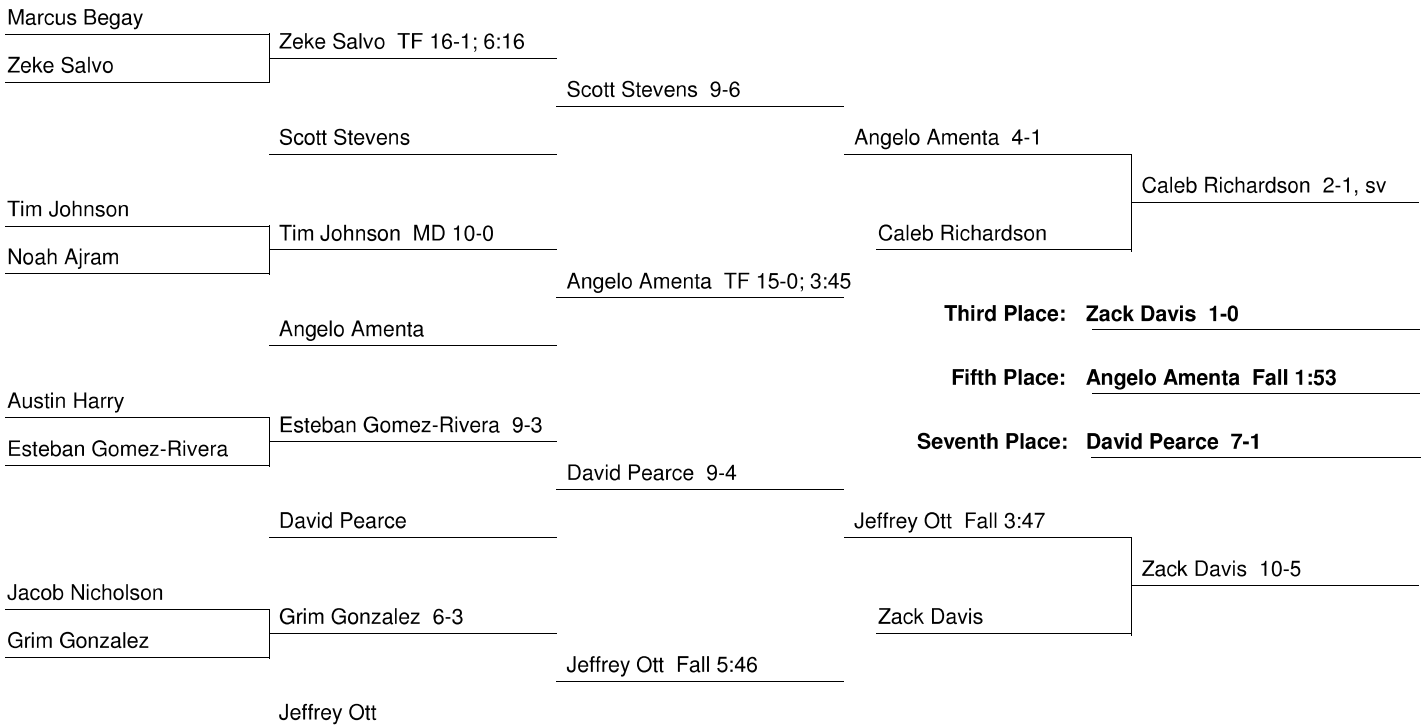 Marcus Begay
Zeke Salvo TF 16-1; 6:16
Zeke Salvo
Scott Stevens 9-6
Scott Stevens
Angelo Amenta 4-1
Caleb Richardson 2-1, sv
Tim Johnson
Tim Johnson MD 10-0
Caleb Richardson
Noah Ajram
Angelo Amenta TF 15-0; 3:45
Third Place: Zack Davis 1-0
Angelo Amenta
Fifth Place: Angelo Amenta Fall 1:53
Austin Harry
Esteban Gomez-Rivera 9-3
Seventh Place: David Pearce 7-1
Esteban Gomez-Rivera
David Pearce 9-4
David Pearce
Jeffrey Ott Fall 3:47
Zack Davis 10-5
Jacob Nicholson
Grim Gonzalez 6-3
Zack Davis
Grim Gonzalez
Jeffrey Ott Fall 5:46
Jeffrey Ott